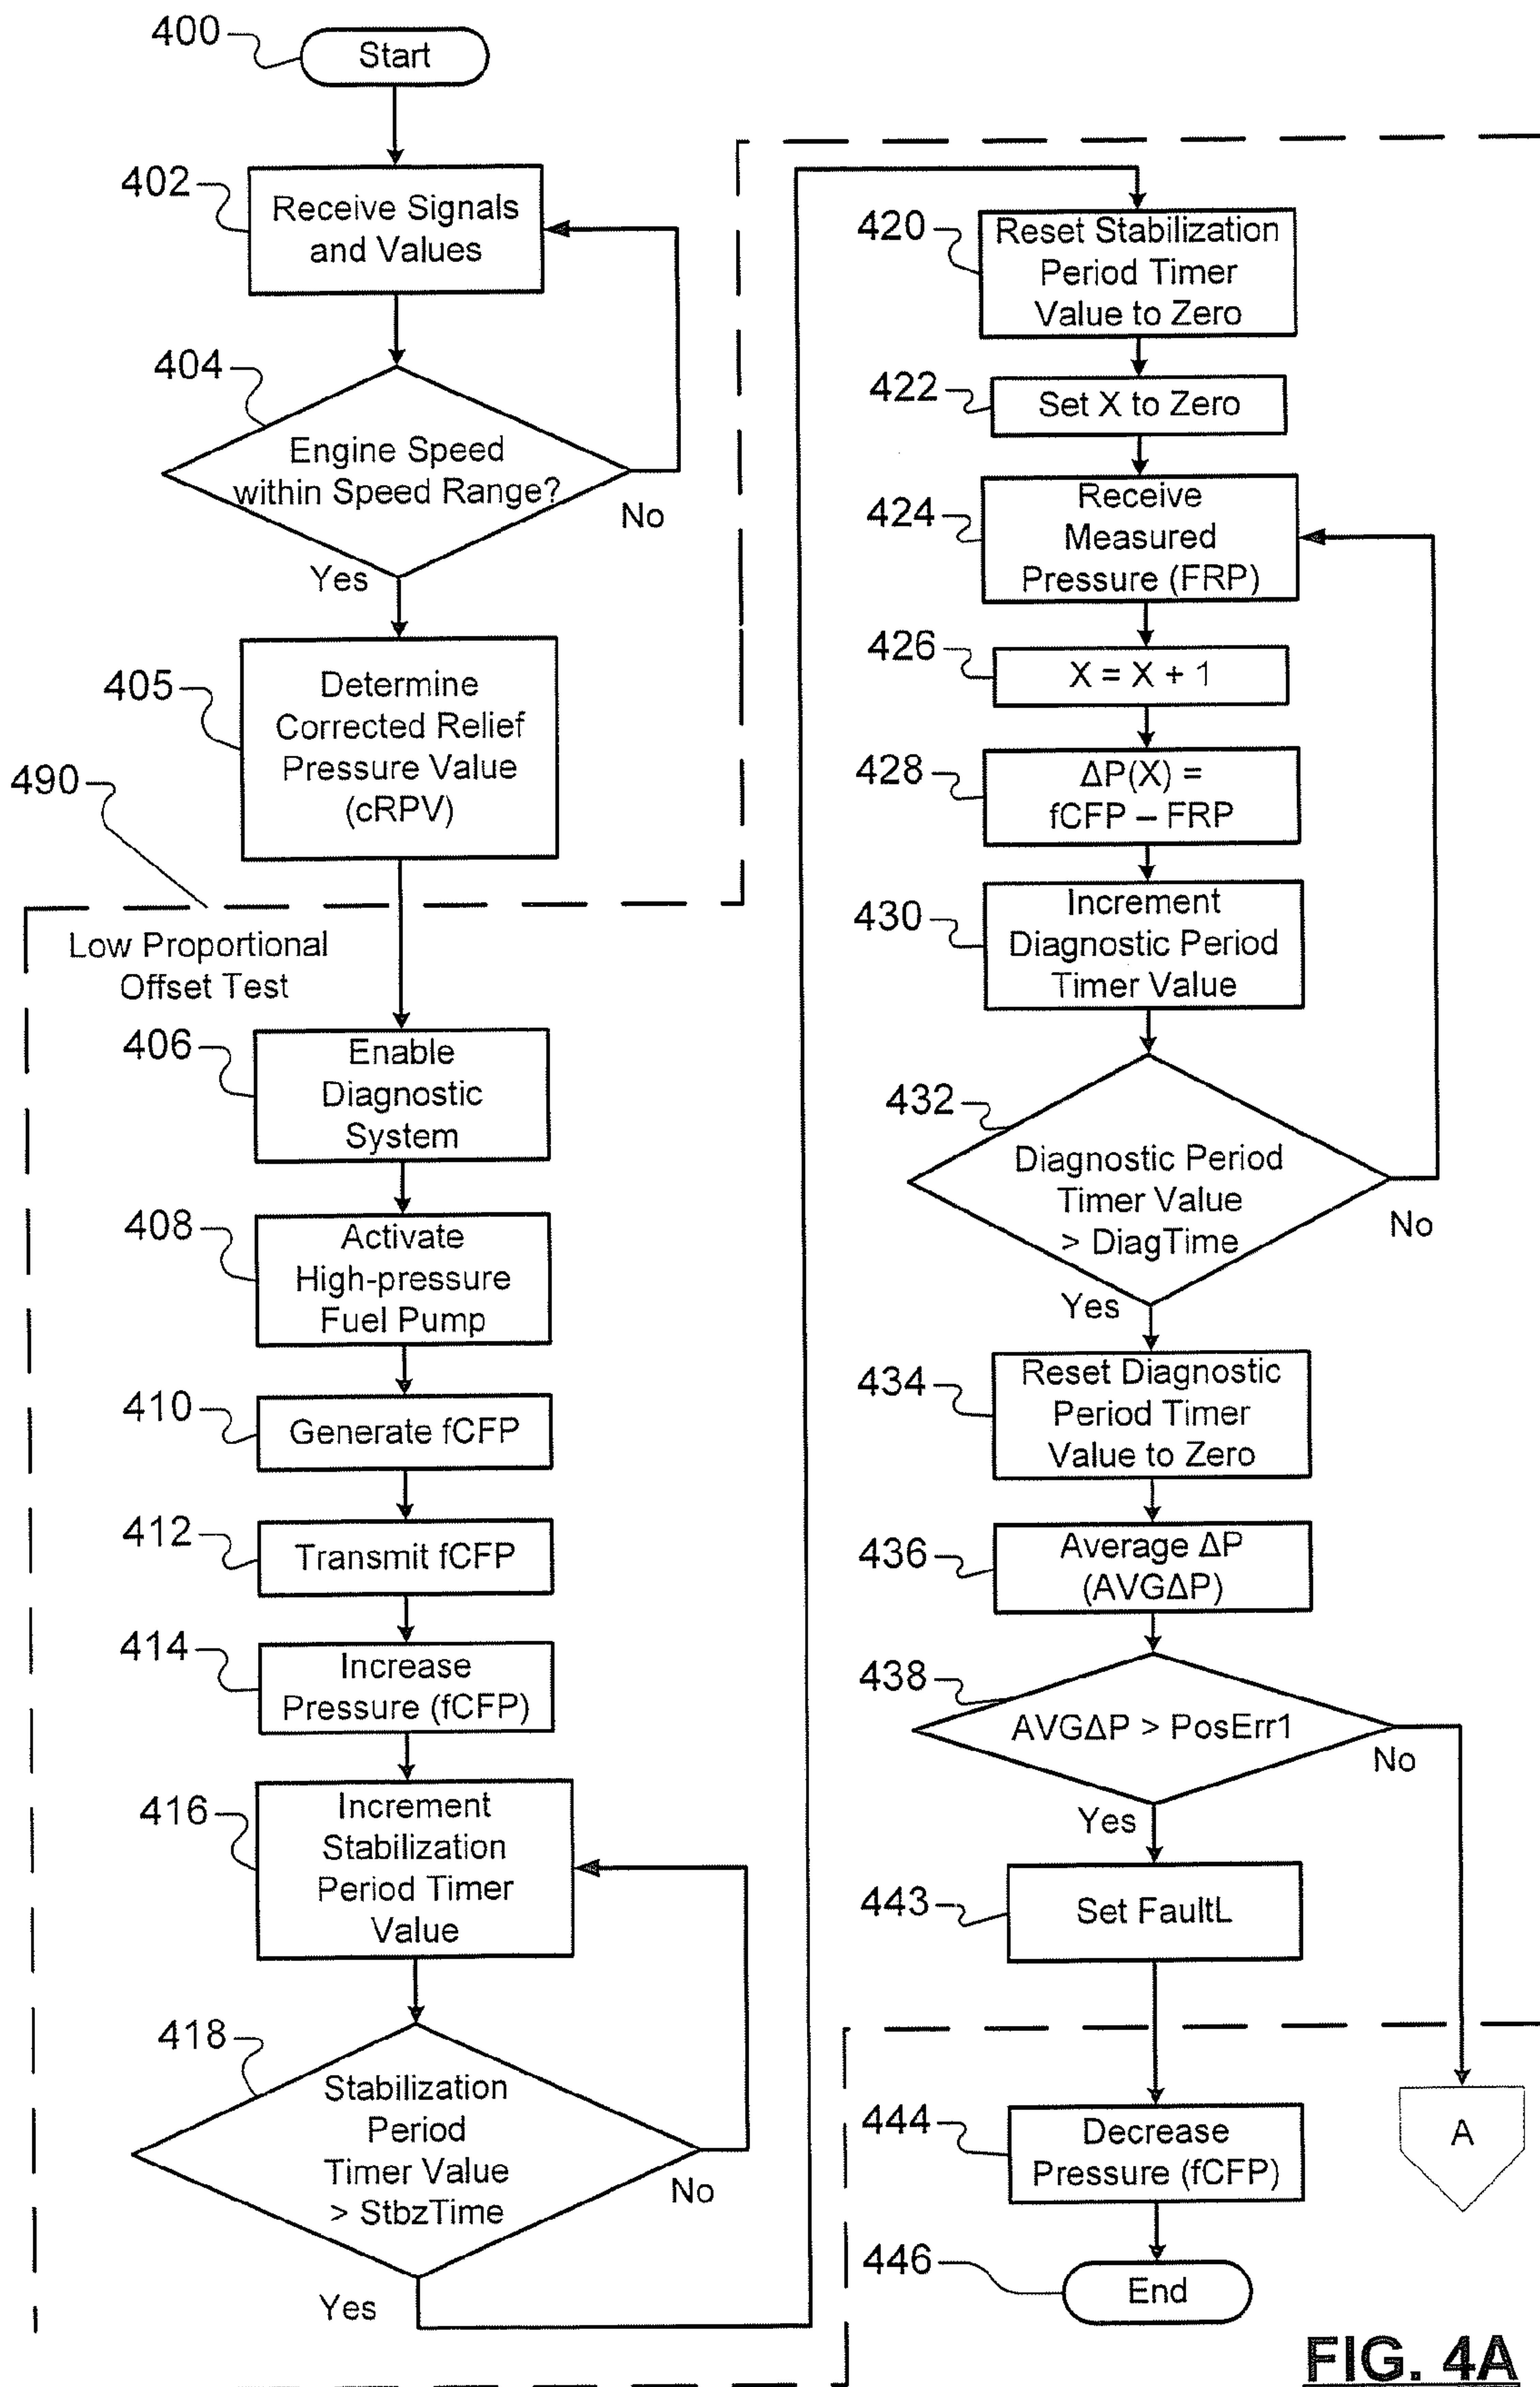 400
Start
402
Receive Signals
and Values
404
Engine Speed
within Speed Range?
No
Yes
405
Determine
Corrected Relief
Pressure Value
(cRPV)
490
Low Proportional
Offset Test
406
Enable
Diagnostic
System
408
Activate
High-pressure
Fuel Pump
410
Generate fCFP
412
Transmit fCFP
414
Increase
Pressure (fCFP)
416
Increment
Stabilization
Period Timer
Value
418
Stabilization
Period
Timer Value
> StbzTime
No
Yes
420
Reset Stabilization
Period Timer
Value to Zero
422
Set X to Zero
424
Receive
Measured
Pressure (FRP)
426
X = X + 1
428
ΔP(X) =
fCFP – FRP
430
Increment
Diagnostic Period
Timer Value
432
Diagnostic Period
Timer Value
> DiagTime
No
Yes
434
Reset Diagnostic
Period Timer
Value to Zero
436
Average ΔP
(AVGΔP)
438
AVGΔP > PosErr1
No
Yes
443
Set FaultL
444
Decrease
Pressure (fCFP)
A
446
End
FIG. 4A